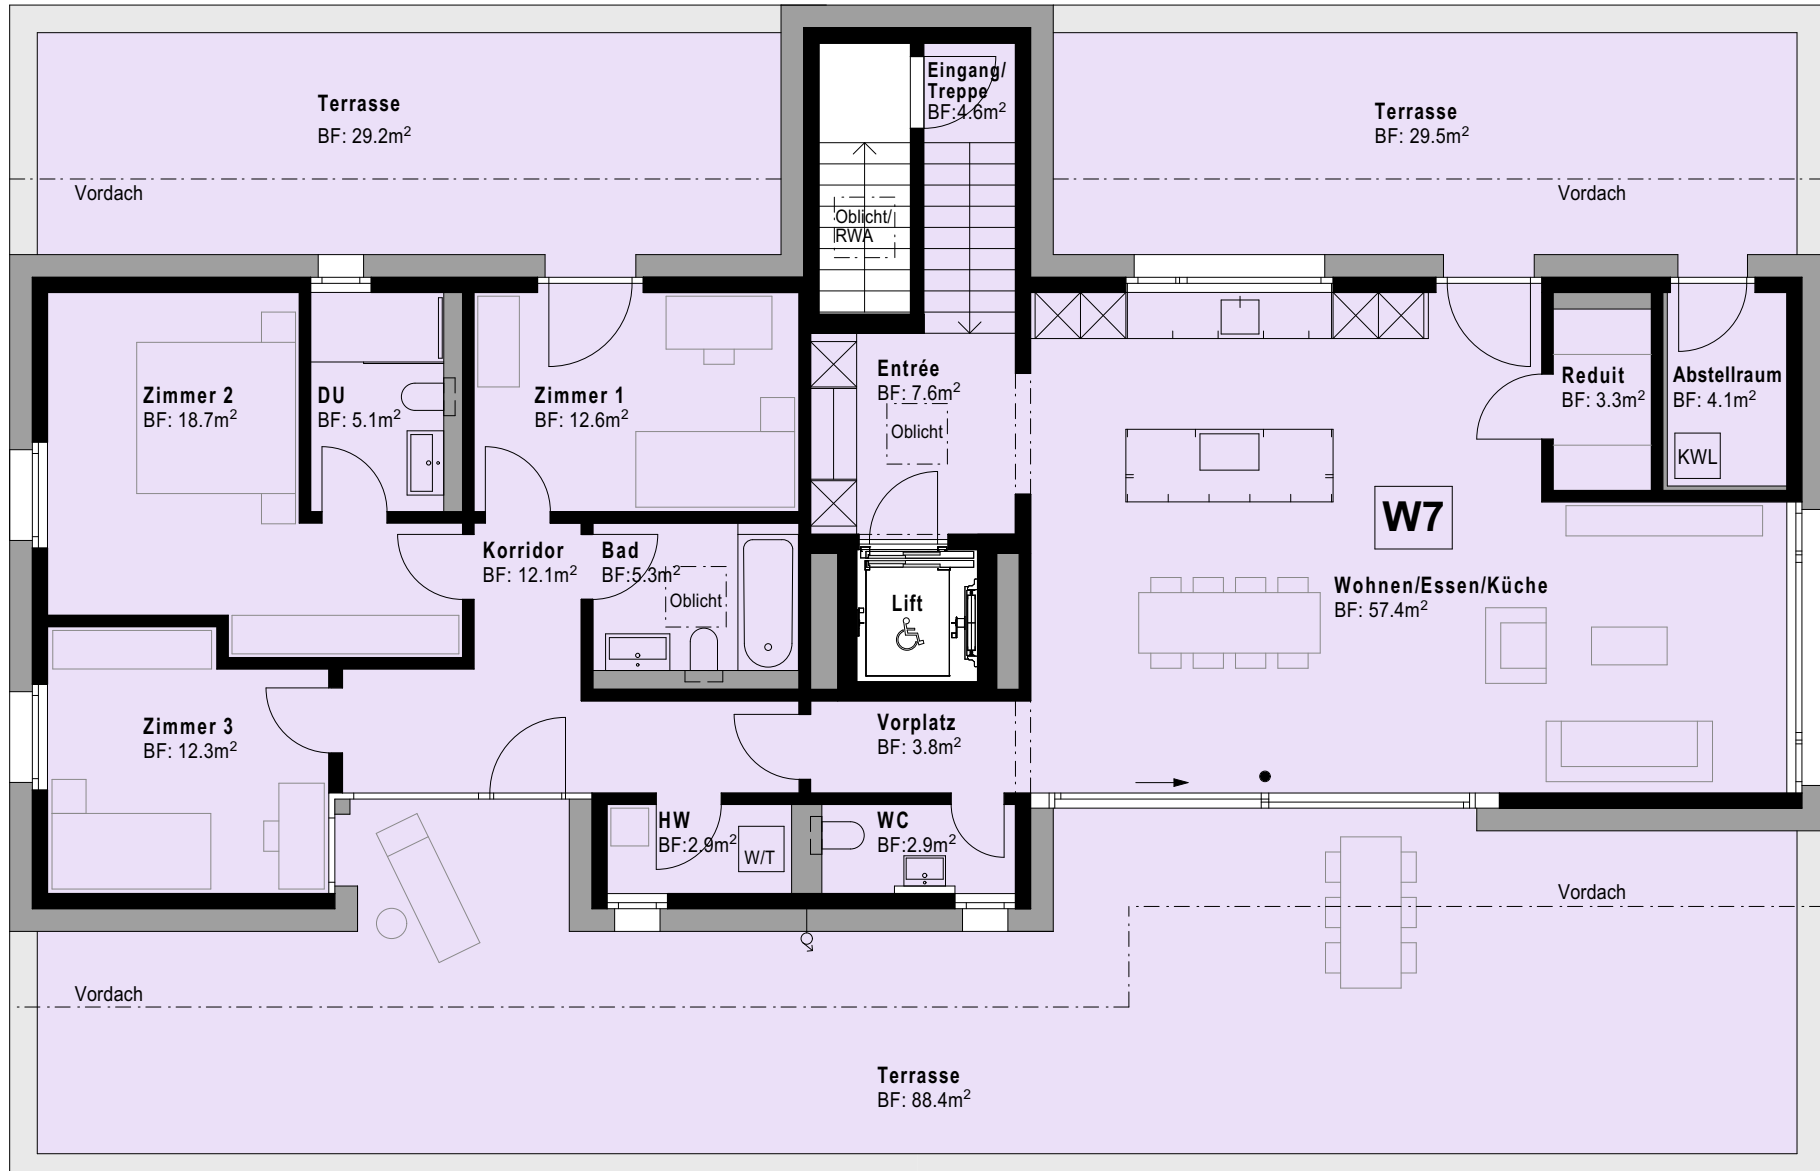 Eingang/
Treppe
BF:4.6m²
Terrasse
BF: 29.2m²
Terrasse
BF: 29.5m²
Vordach
Vordach
Oblicht/
RWA
Zimmer 2
BF: 18.7m²
DU
BF: 5.1m²
Zimmer 1
BF: 12.6m²
Entrée
BF: 7.6m²
Oblicht
Reduit
BF: 3.3m²
Abstellraum
BF: 4.1m²
KWL
W7
Korridor
BF: 12.1m²
Bad
BF:5.3m²
Oblicht
Lift
Wohnen/Essen/Küche
BF: 57.4m²
Zimmer 3
BF: 12.3m²
Vorplatz
BF: 3.8m²
HW
BF:2.9m²
W/T
WC
BF:2.9m²
Vordach
Vordach
Terrasse
BF: 88.4m²